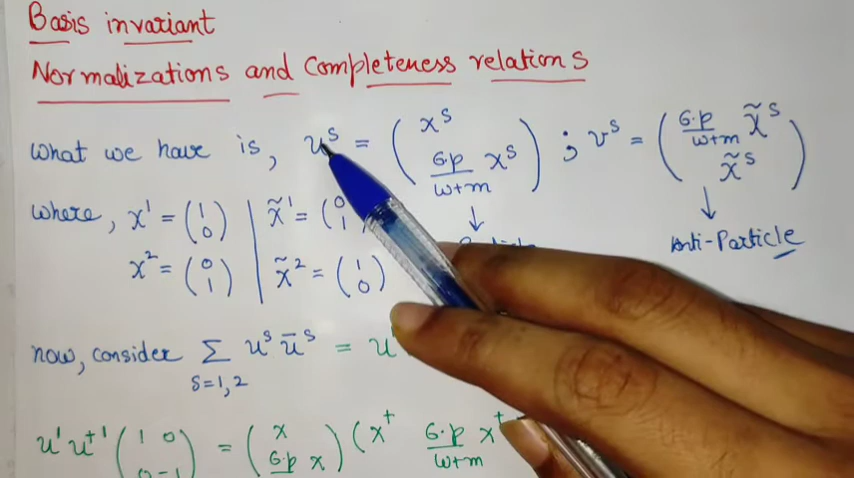 Basis invariant
Normalizations and Completeness relations
What we have is, u^s = ( x^s  σ·p/w+m x^s ) ; v^s = ( σ·p/w+m x̃^s  x̃^s )
where, x^1 = ( 1 0 ) | x̃^1 = ( 0 1
Anti-Particle
x^2 = ( 0 1 ) | x̃^2 = ( 1 0 )
now, consider Σ s=1,2 u^s ū^s = u
u^1 u^†1 ( 1 0 0 -1 ) = ( x σ·p x ) ( x^† σ·p/w+m x^†